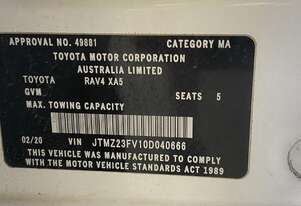 APPROVAL NO. 49881 CATEGORY MA
TOYOTA MOTOR CORPORATION
AUSTRALIA LIMITED
TOYOTA RAV4 XA5
GVM SEATS 5
MAX. TOWING CAPACITY
02/20 JTMZ23FV10D040666
THIS VEHICLE WAS MANUFACTURED TO COMPLY
WITH THE MOTOR VEHICLE STANDARDS ACT 1989